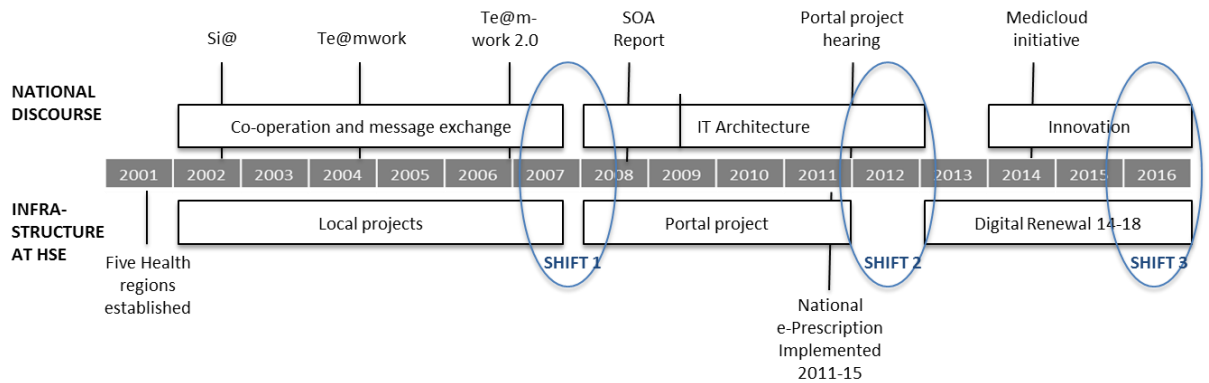 Si@
Te@mwork
Te@m-
work 2.0
SOA
Report
Portal project
hearing
Medicloud
initiative
NATIONAL
DISCOURSE
Co-operation and message exchange
IT Architecture
Innovation
2001 2002 2003 2004 2005 2006 2007 2008 2009 2010 2011 2012 2013 2014 2015 2016
INFRA-
STRUCTURE
AT HSE
Local projects
Portal project
Digital Renewal 14-18
SHIFT 1
SHIFT 2
SHIFT 3
Five Health
regions
established
National
e-Prescription
Implemented
2011-15